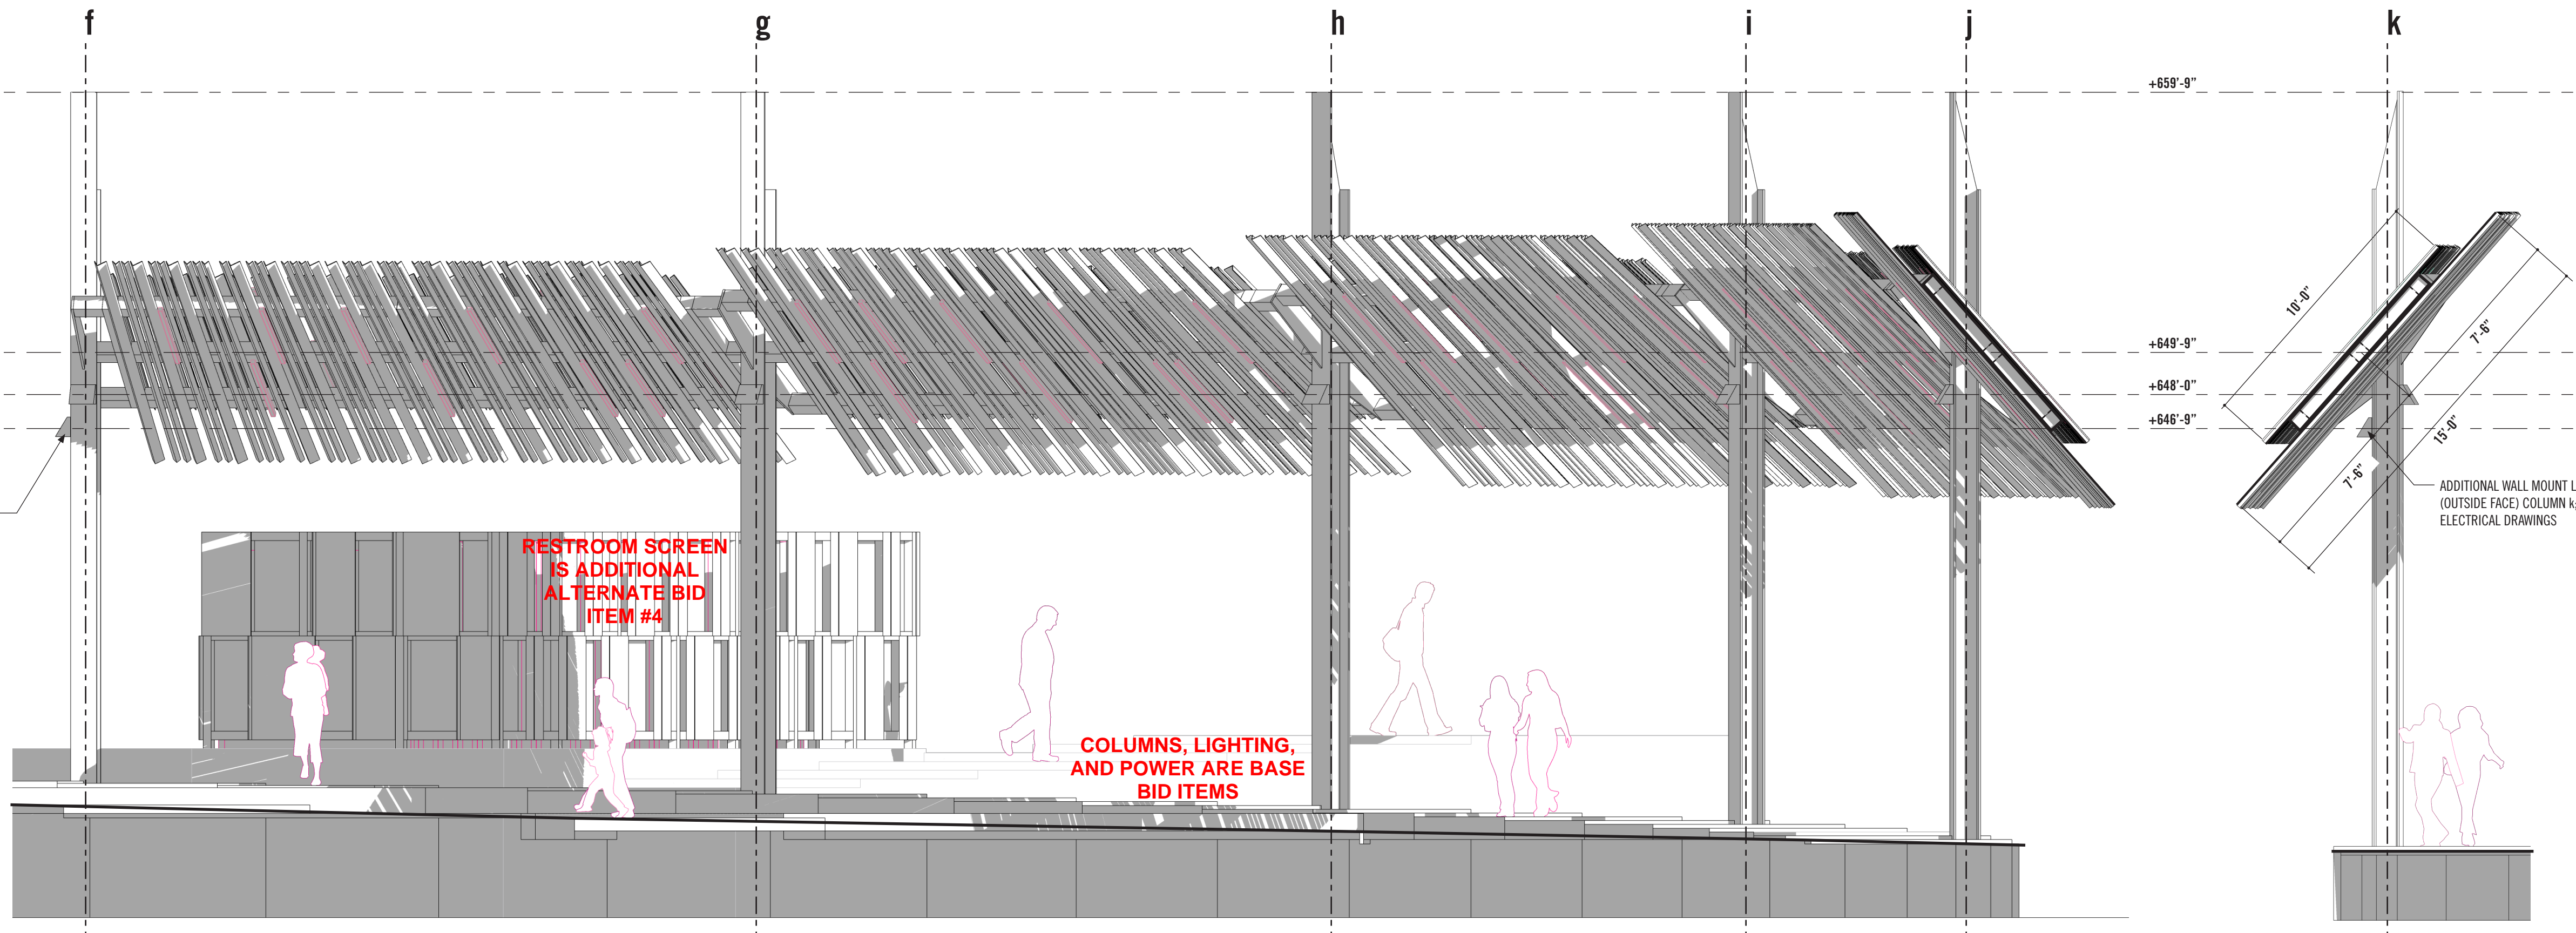 f
g
h
i
j
k
+659'-9"
+649'-9"
+648'-0"
+646'-9"
10'-0"
7'-6"
15'-0"
7'-6"
ADDITIONAL WALL MOUNT L
(OUTSIDE FACE) COLUMN k;
ELECTRICAL DRAWINGS
RESTROOM SCREEN
IS ADDITIONAL
ALTERNATE BID
ITEM #4
COLUMNS, LIGHTING,
AND POWER ARE BASE
BID ITEMS